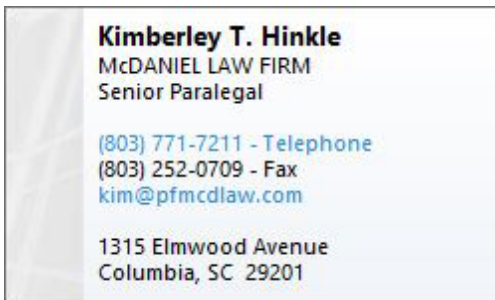 Kimberley T. Hinkle
McDANIEL LAW FIRM
Senior Paralegal
(803) 771-7211 - Telephone
(803) 252-0709 - Fax
kim@pfmcdlaw.com
1315 Elmwood Avenue
Columbia, SC  29201